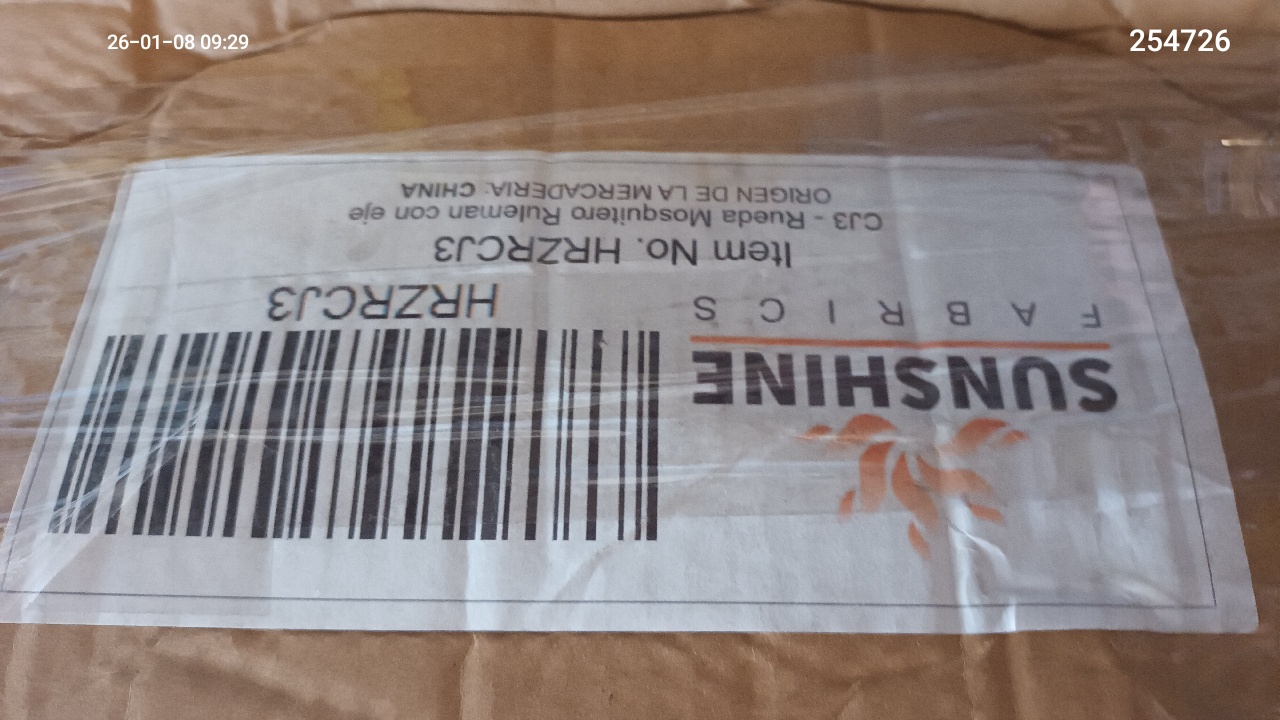 26-01-08 09:29
254726
SUNSHINE
FABRICS
HRZRCJ3
Item No. HRZRCJ3
CJ3 - Rueda Mosquitero Ruleman con eje
ORIGEN DE LA MERCADERIA: CHINA